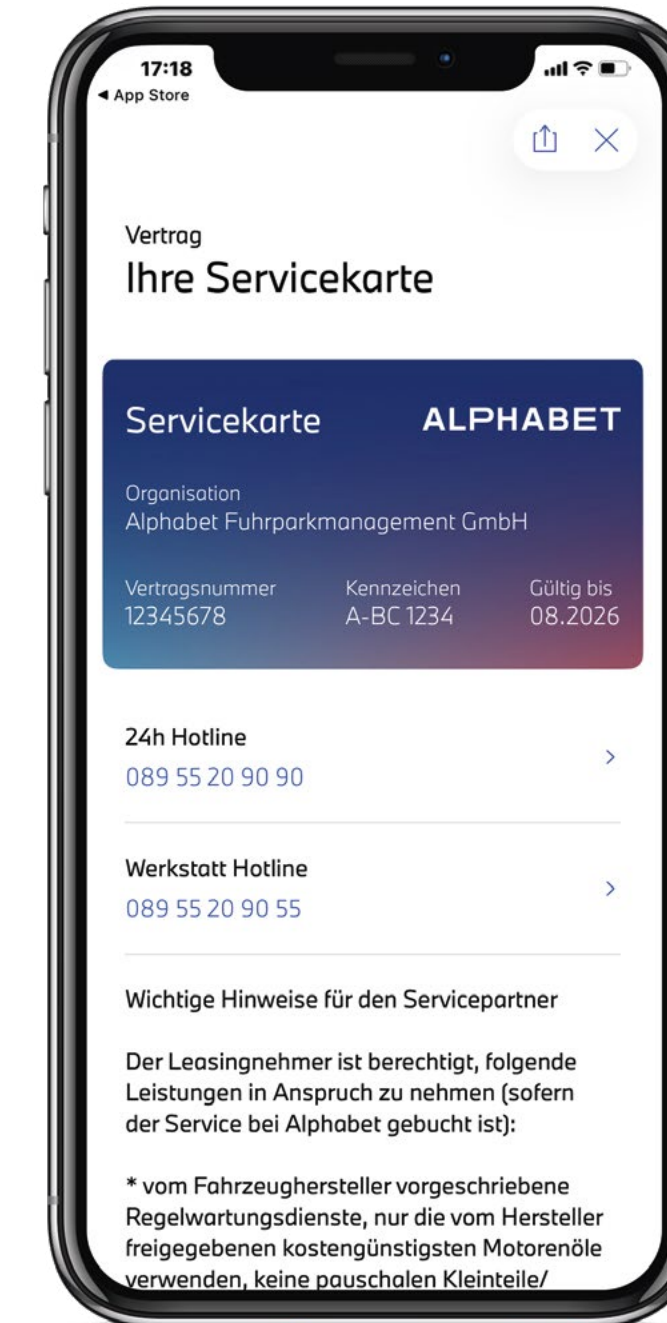 17:18
◀ App Store
Vertrag
Ihre Servicekarte
Servicekarte ALPHABET
Organisation
Alphabet Fuhrparkmanagement GmbH
Vertragsnummer Kennzeichen Gültig bis
12345678 A-BC 1234 08.2026
24h Hotline
089 55 20 90 90
Werkstatt Hotline
089 55 20 90 55
Wichtige Hinweise für den Servicepartner
Der Leasingnehmer ist berechtigt, folgende
Leistungen in Anspruch zu nehmen (sofern
der Service bei Alphabet gebucht ist):
* vom Fahrzeughersteller vorgeschriebene
Regelwartungsdienste, nur die vom Hersteller
freigegebenen kostengünstigsten Motorenöle
verwenden, keine pauschalen Kleinteile/